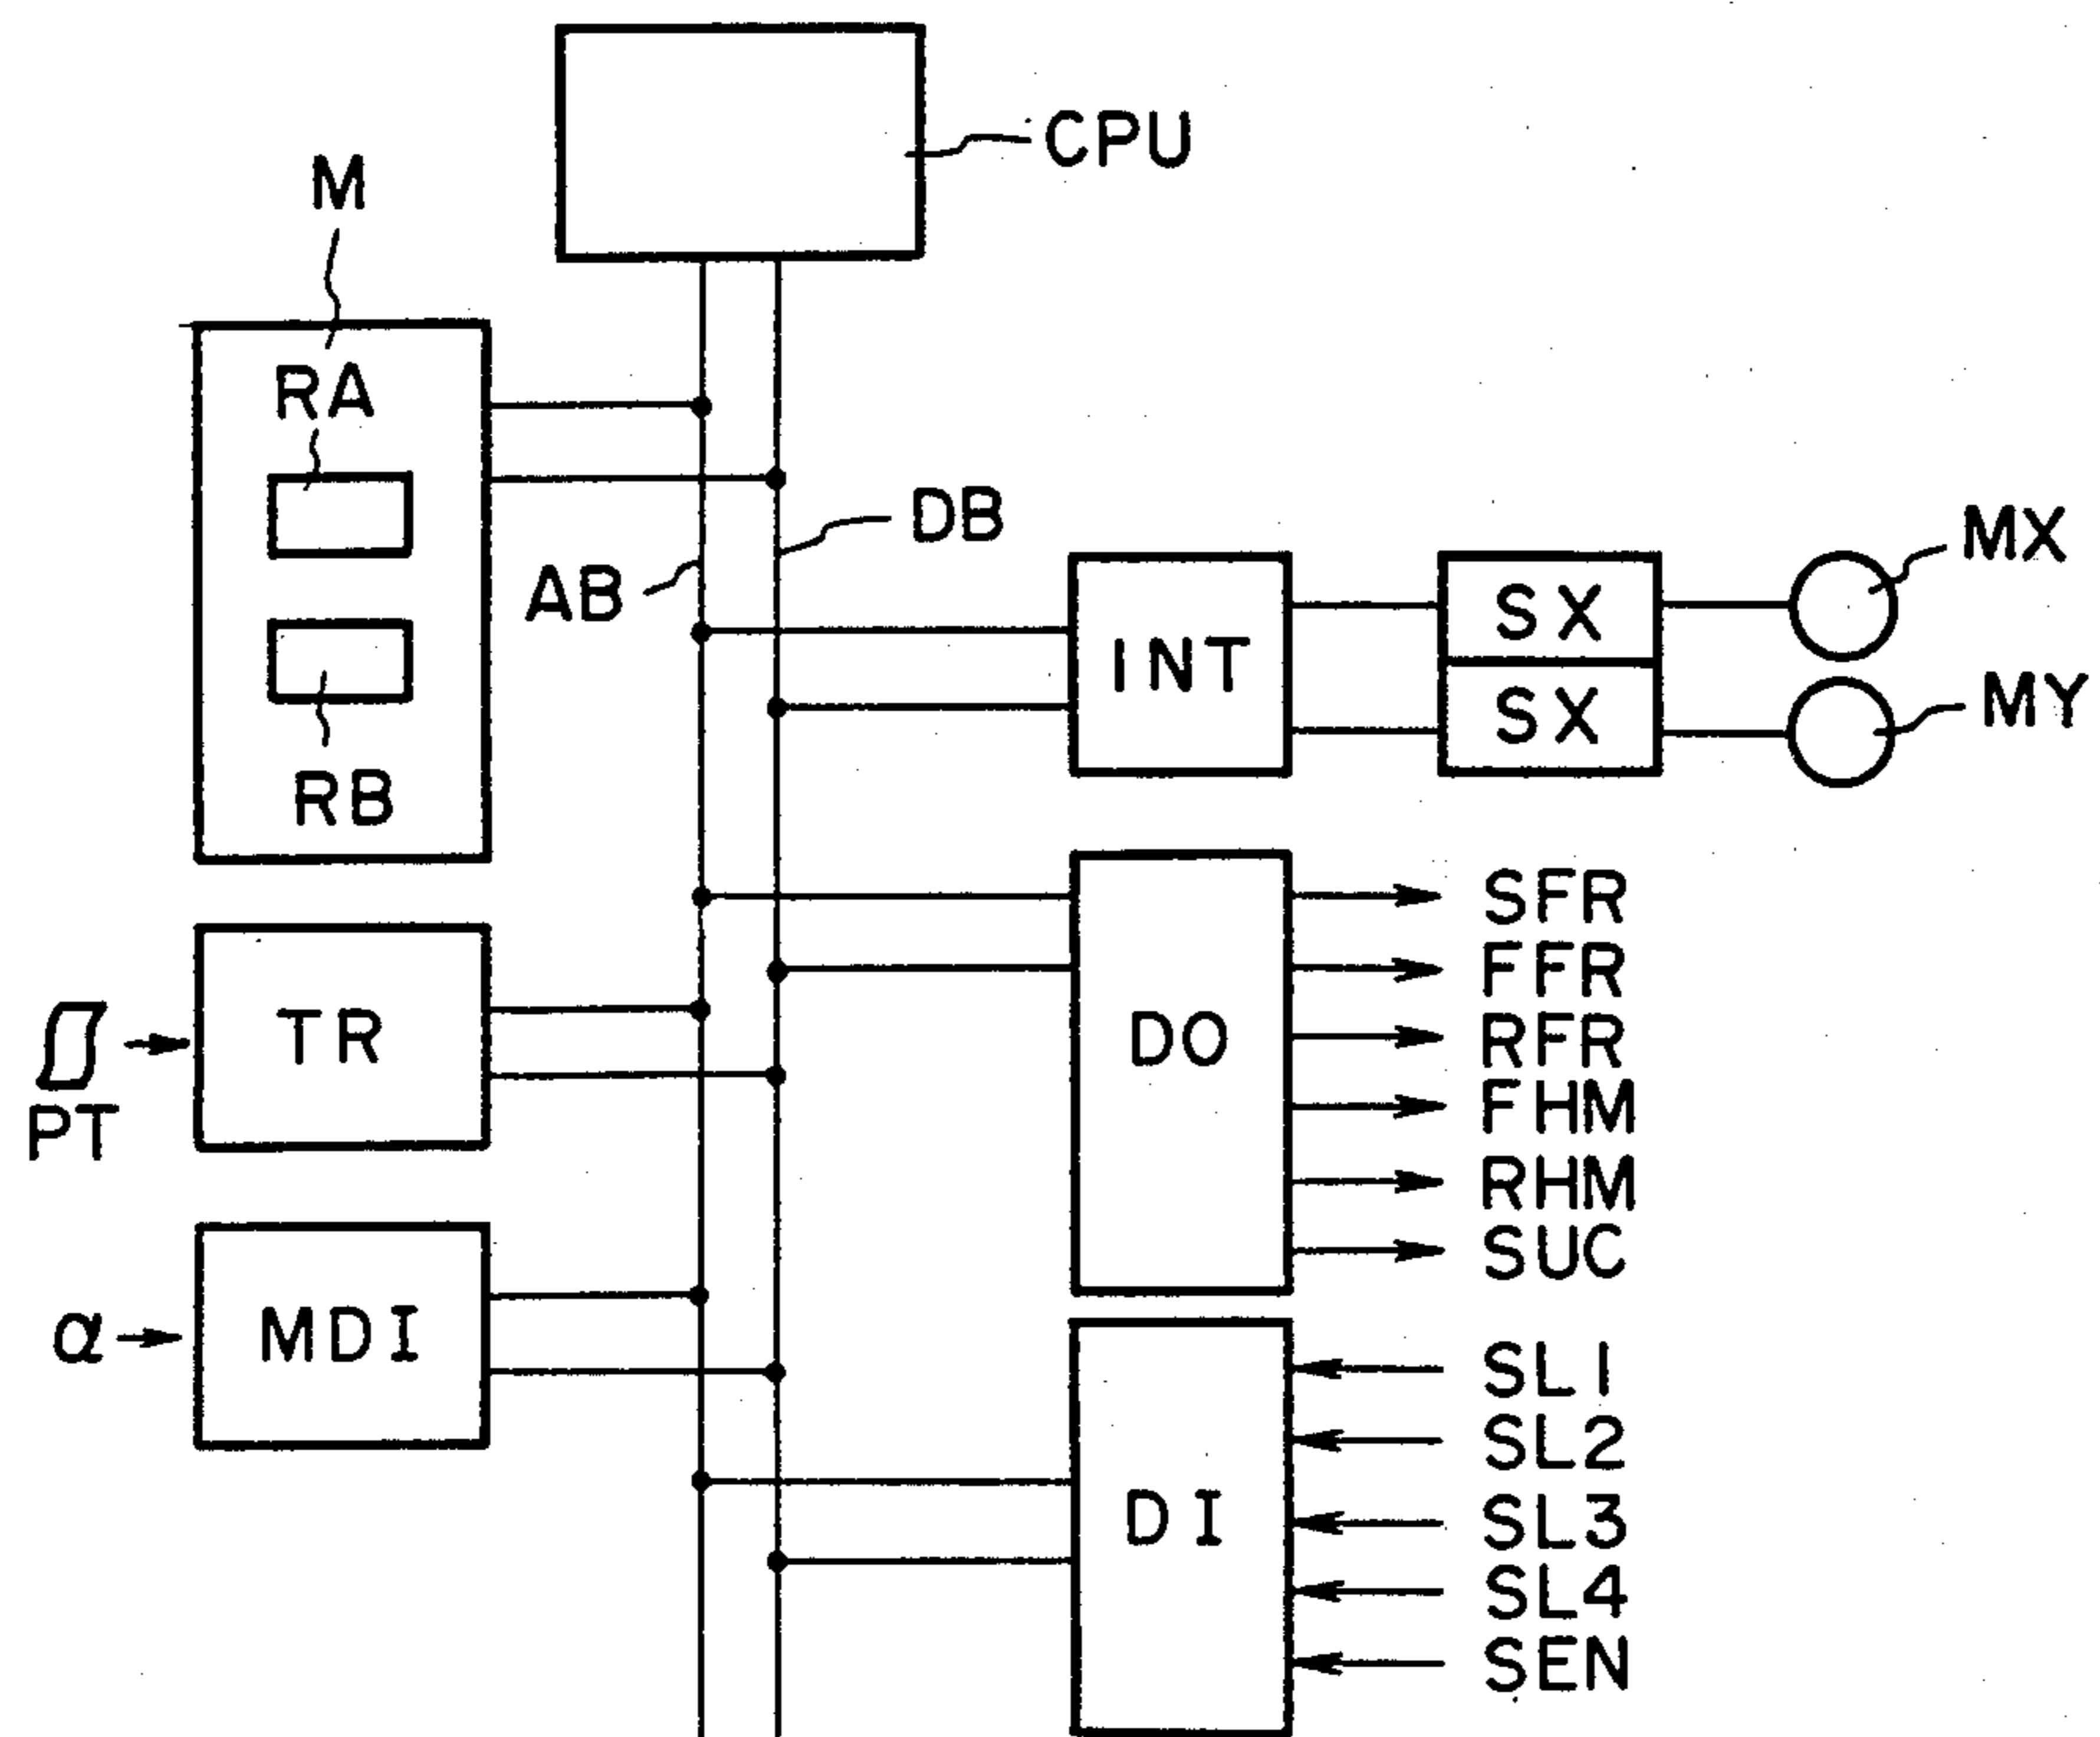 CPU
M
RA
RB
AB
DB
INT
SX
SX
MX
MY
TR
PT
MDI
α
DO
SFR
FFR
RFR
FHM
RHM
SUC
DI
SL1
SL2
SL3
SL4
SEN